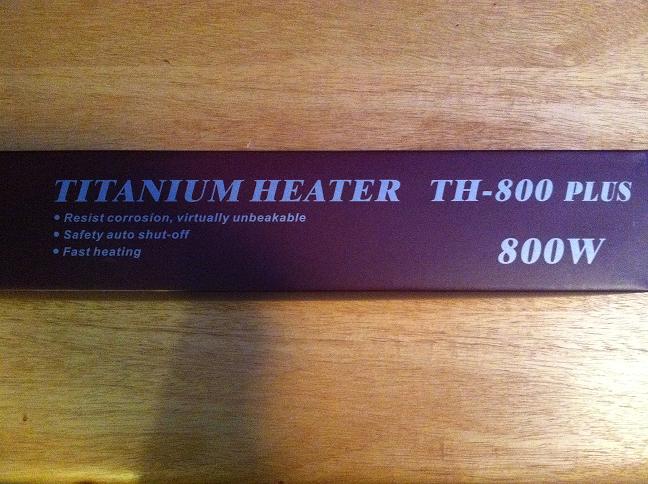 TITANIUM HEATER TH-800 PLUS
• Resist corrosion, virtually unbeakable
• Safety auto shut-off
• Fast heating
800W